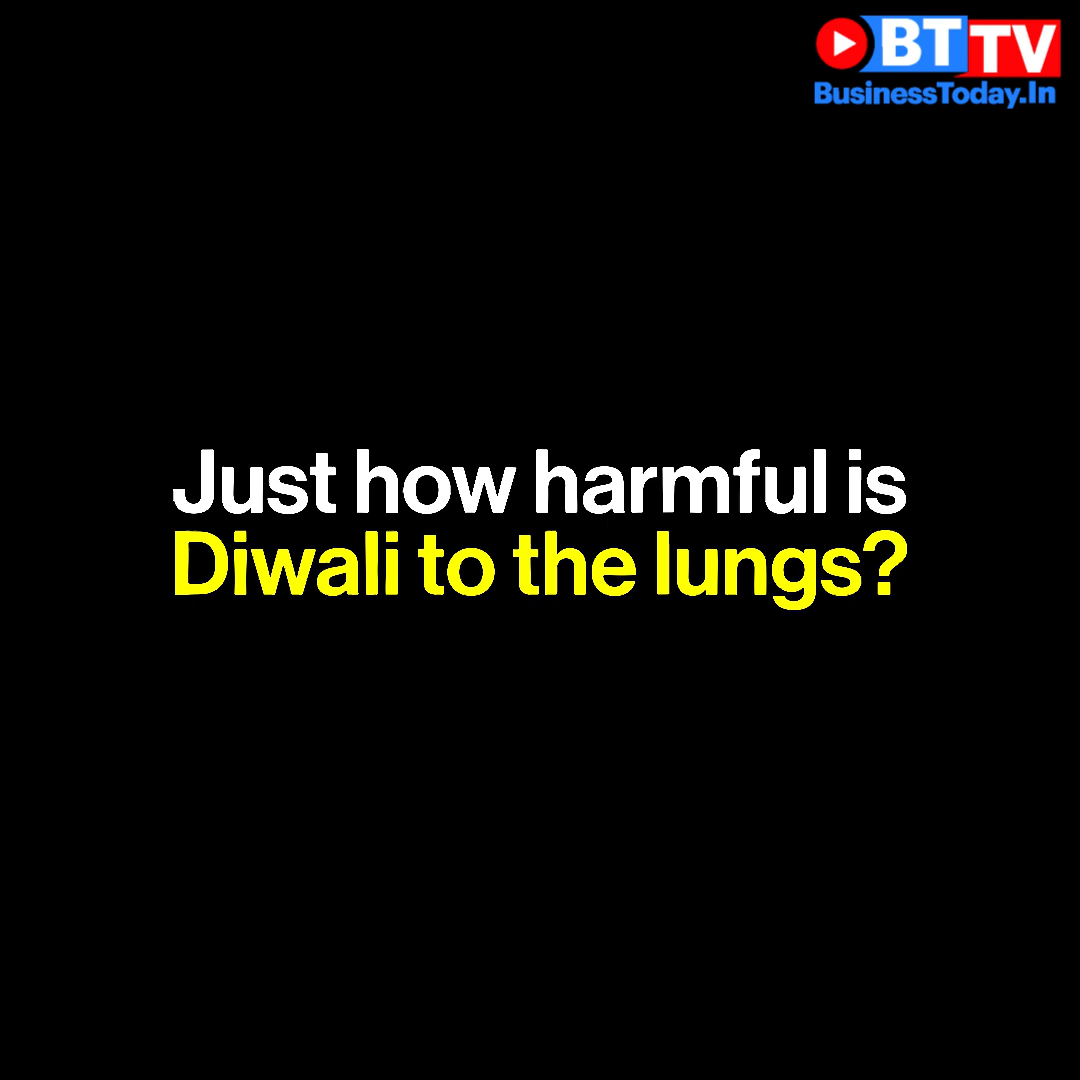 BT TV
BusinessToday.In
Just how harmful is
Diwali to the lungs?